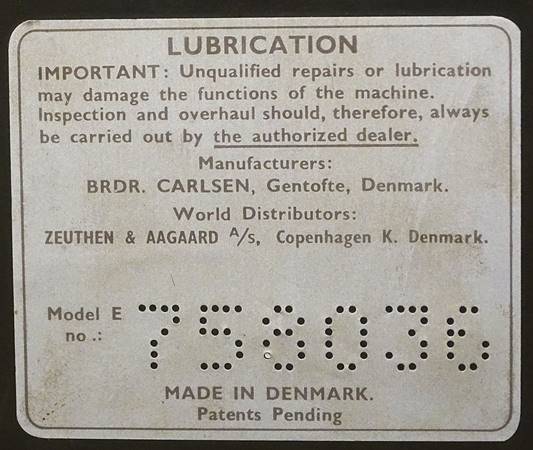 LUBRICATION
IMPORTANT: Unqualified repairs or lubrication
may damage the functions of the machine.
Inspection and overhaul should, therefore, always
be carried out by the authorized dealer.
Manufacturers:
BRDR. CARLSEN, Gentofte, Denmark.
World Distributors:
ZEUTHEN & AAGAARD A/S, Copenhagen K. Denmark.
Model E
no.: 758036
MADE IN DENMARK.
Patents Pending